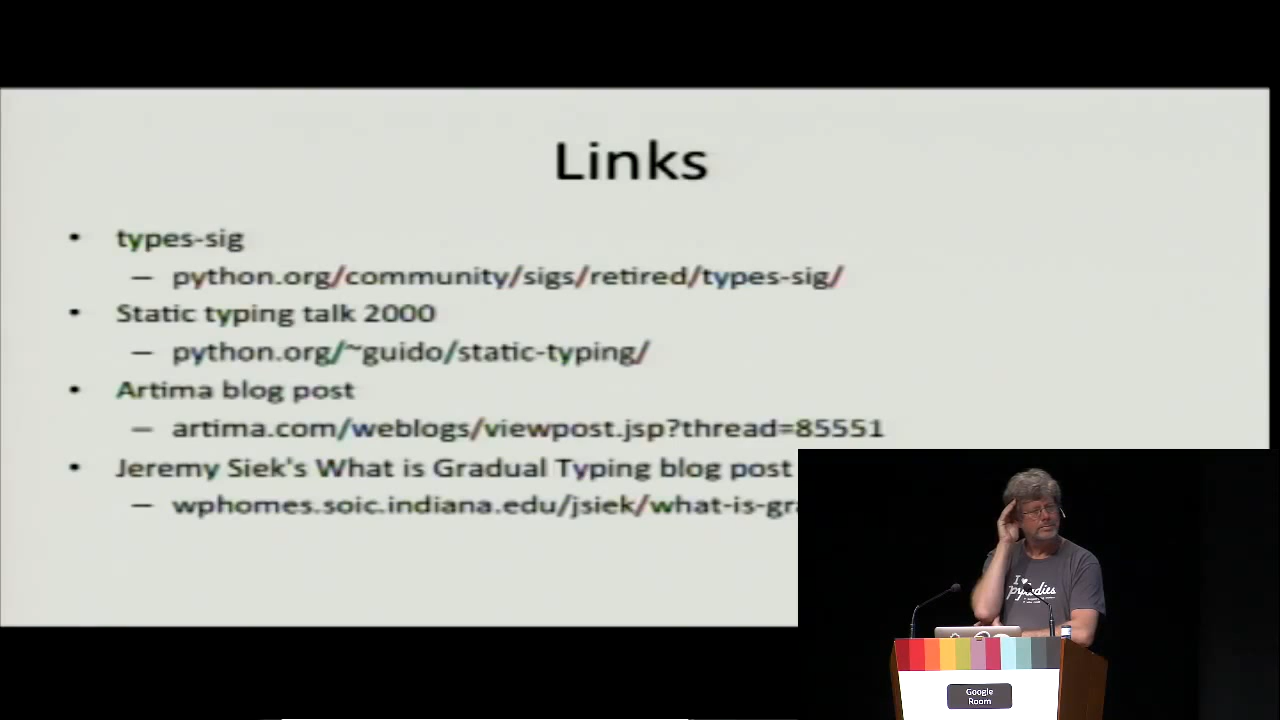 Links
• types-sig
– python.org/community/sigs/retired/types-sig/
• Static typing talk 2000
– python.org/~guido/static-typing/
• Artima blog post
– artima.com/weblogs/viewpost.jsp?thread=85551
• Jeremy Siek's What is Gradual Typing blog post
– wphomes.soic.indiana.edu/jsiek/what-is-gra
I ♥
pyladies
Google
Room